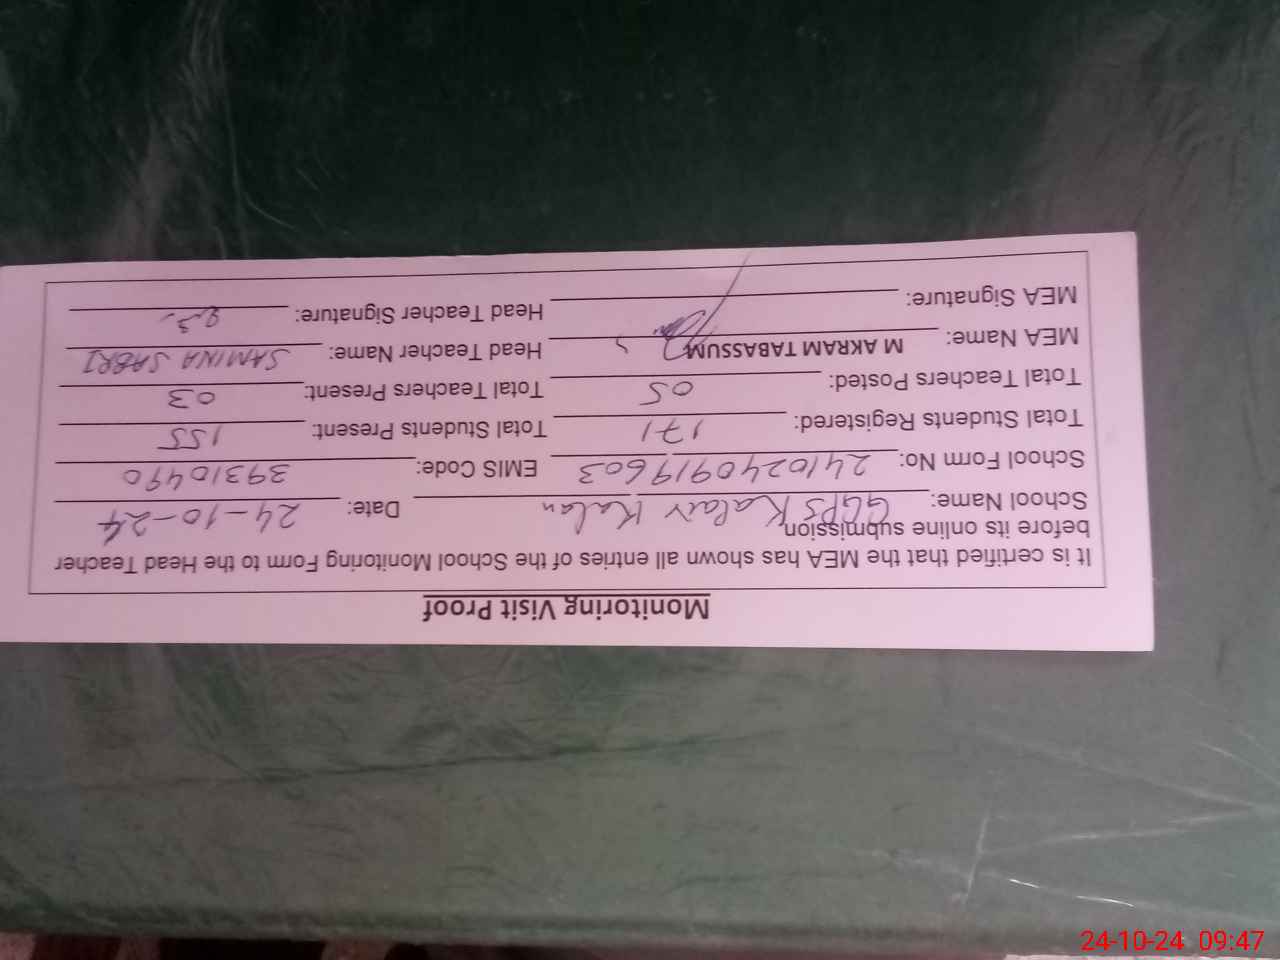 Monitoring Visit Proof
It is certified that the MEA has shown all entries of the School Monitoring Form to the Head Teacher
before its online submission
School Name: GGPS Kalair Kalan Date: 24-10-24
School Form No: 2410240919603 EMIS Code: 39310490
Total Students Registered: 171 Total Students Present: 155
Total Teachers Posted: 05 Total Teachers Present: 03
MEA Name: M AKRAM TABASSUM Head Teacher Name: SAMINA SABRI
MEA Signature: Head Teacher Signature:
24-10-24 09:47